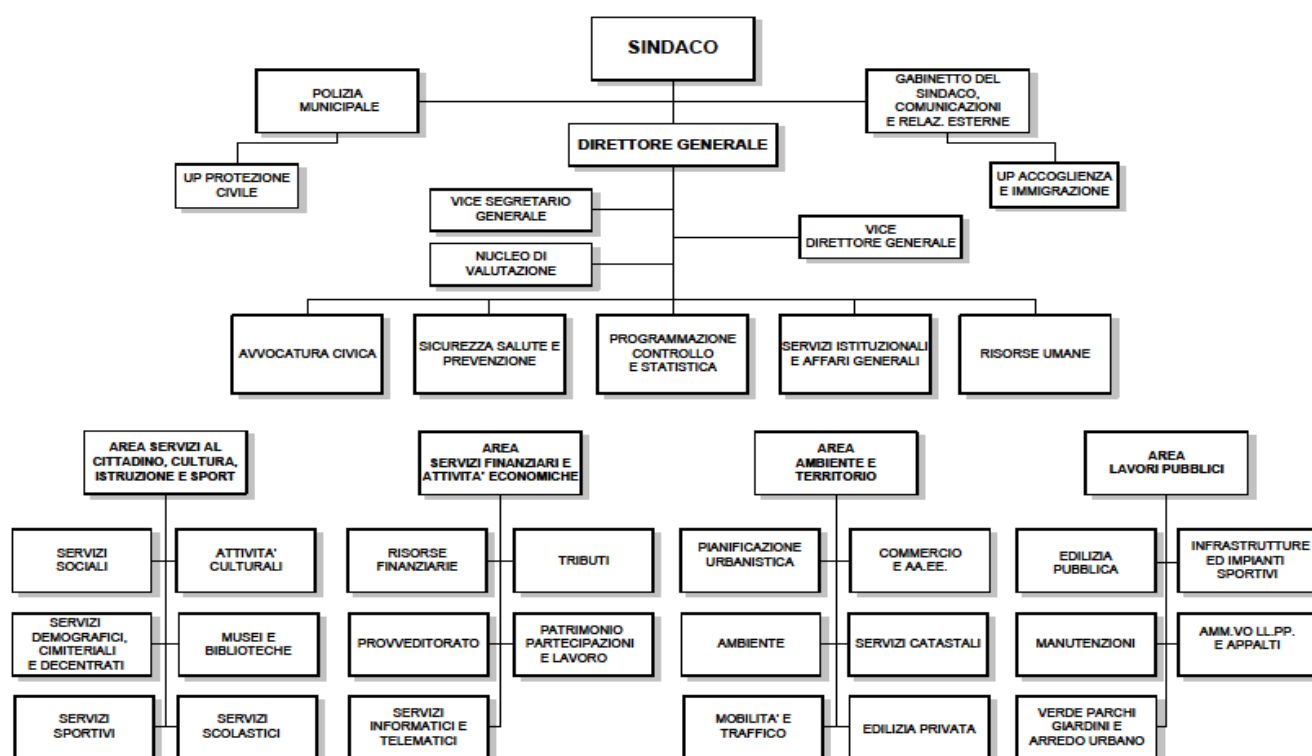 SINDACO
POLIZIA
MUNICIPALE
GABINETTO DEL
SINDACO,
COMUNICAZIONI
E RELAZ. ESTERNE
DIRETTORE GENERALE
UP PROTEZIONE
CIVILE
UP ACCOGLIENZA
E IMMIGRAZIONE
VICE SEGRETARIO
GENERALE
VICE
DIRETTORE GENERALE
NUCLEO DI
VALUTAZIONE
AVVOCATURA CIVICA
SICUREZZA SALUTE E
PREVENZIONE
PROGRAMMAZIONE
CONTROLLO
E STATISTICA
SERVIZI ISTITUZIONALI
E AFFARI GENERALI
RISORSE UMANE
AREA SERVIZI AL
CITTADINO, CULTURA,
ISTRUZIONE E SPORT
AREA
SERVIZI FINANZIARI E
ATTIVITA' ECONOMICHE
AREA
AMBIENTE E
TERRITORIO
AREA
LAVORI PUBBLICI
SERVIZI
SOCIALI
ATTIVITA'
CULTURALI
RISORSE
FINANZIARIE
TRIBUTI
PIANIFICAZIONE
URBANISTICA
COMMERCIO
E AA.EE.
EDILIZIA
PUBBLICA
INFRASTRUTTURE
ED IMPIANTI
SPORTIVI
SERVIZI
DEMOGRAFICI,
CIMITERIALI
E DECENTRATI
MUSEI E
BIBLIOTECHE
PROVVEDITORATO
PATRIMONIO
PARTECIPAZIONI
E LAVORO
AMBIENTE
SERVIZI CATASTALI
MANUTENZIONI
AMM.VO LL.PP.
E APPALTI
SERVIZI
SPORTIVI
SERVIZI
SCOLASTICI
SERVIZI
INFORMATICI E
TELEMATICI
MOBILITA' E
TRAFFICO
EDILIZIA PRIVATA
VERDE PARCHI
GIARDINI E
ARREDO URBANO